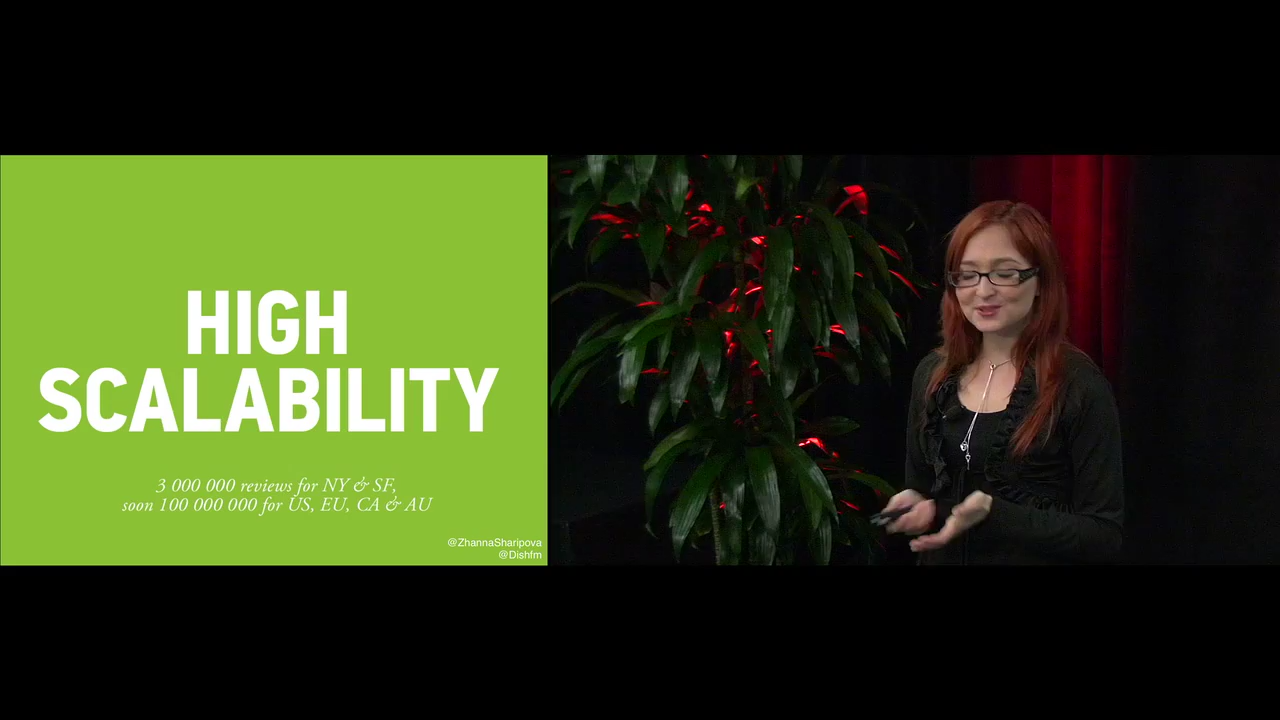 HIGH
SCALABILITY
3 000 000 reviews for NY & SF,
soon 100 000 000 for US, EU, CA & AU
@ZhannaSharipova
@Dishfm